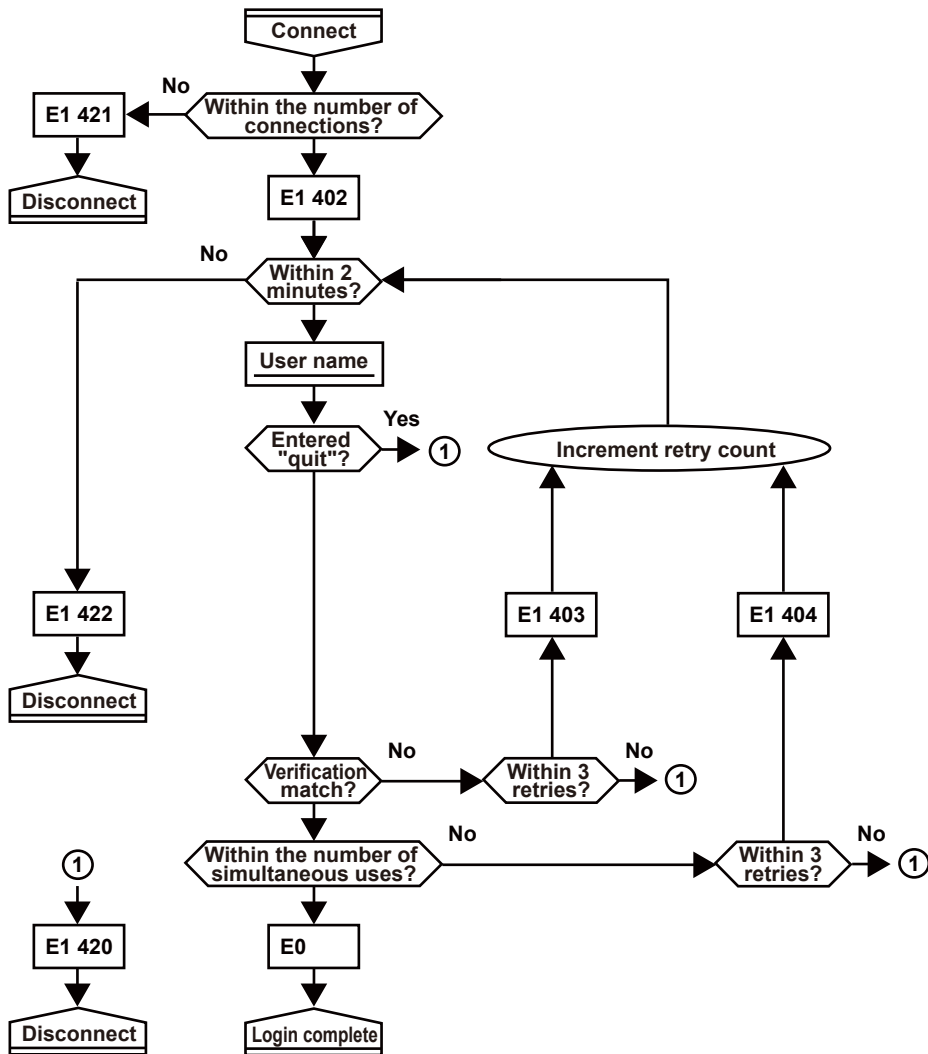 Connect
No
E1 421
Within the number of
connections?
Disconnect
E1 402
No
Within 2
minutes?
User name
Yes
Entered
"quit"?
1
Increment retry count
E1 422
E1 403
E1 404
Disconnect
Verification
match?
No
Within 3
retries?
No
1
Within the number of
simultaneous uses?
No
Within 3
retries?
No
1
1
E1 420
E0
Disconnect
Login complete